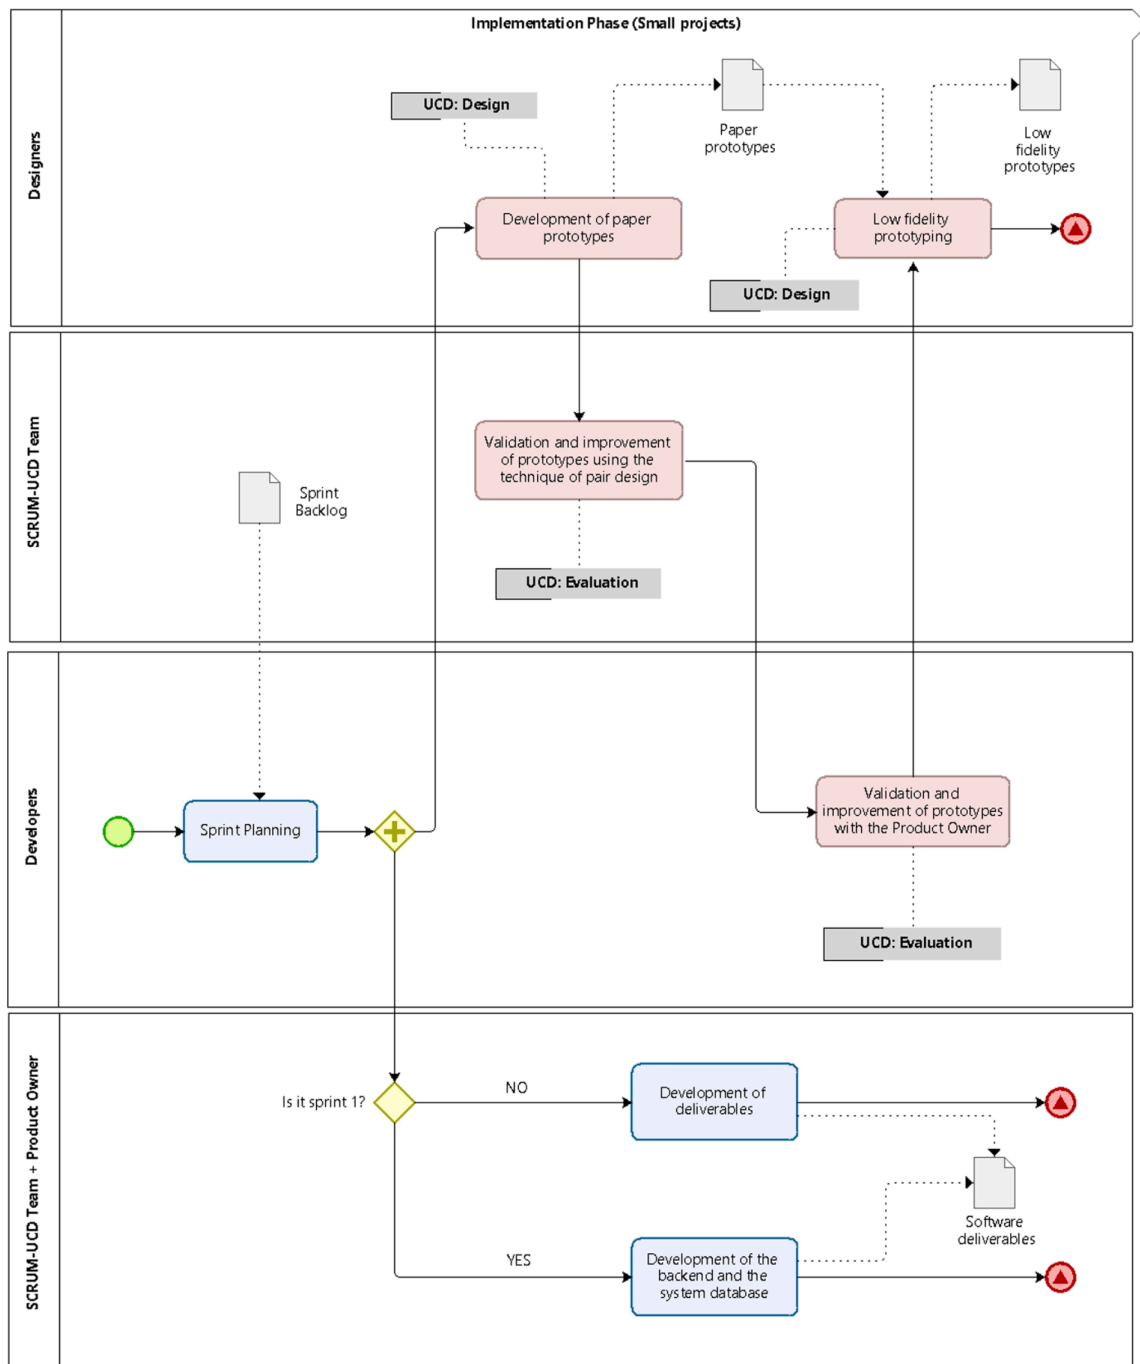 Implementation Phase (Small projects)
Designers
UCD: Design
Paper
prototypes
Low
fidelity
prototypes
Development of paper
prototypes
Low fidelity
prototyping
UCD: Design
SCRUM-UCD Team
Validation and improvement
of prototypes using the
technique of pair design
Sprint
Backlog
UCD: Evaluation
Developers
Sprint Planning
Validation and
improvement of prototypes
with the Product Owner
UCD: Evaluation
SCRUM-UCD Team + Product Owner
Is it sprint 1?
NO
Development of
deliverables
Software
deliverables
YES
Development of the
backend and the
system database